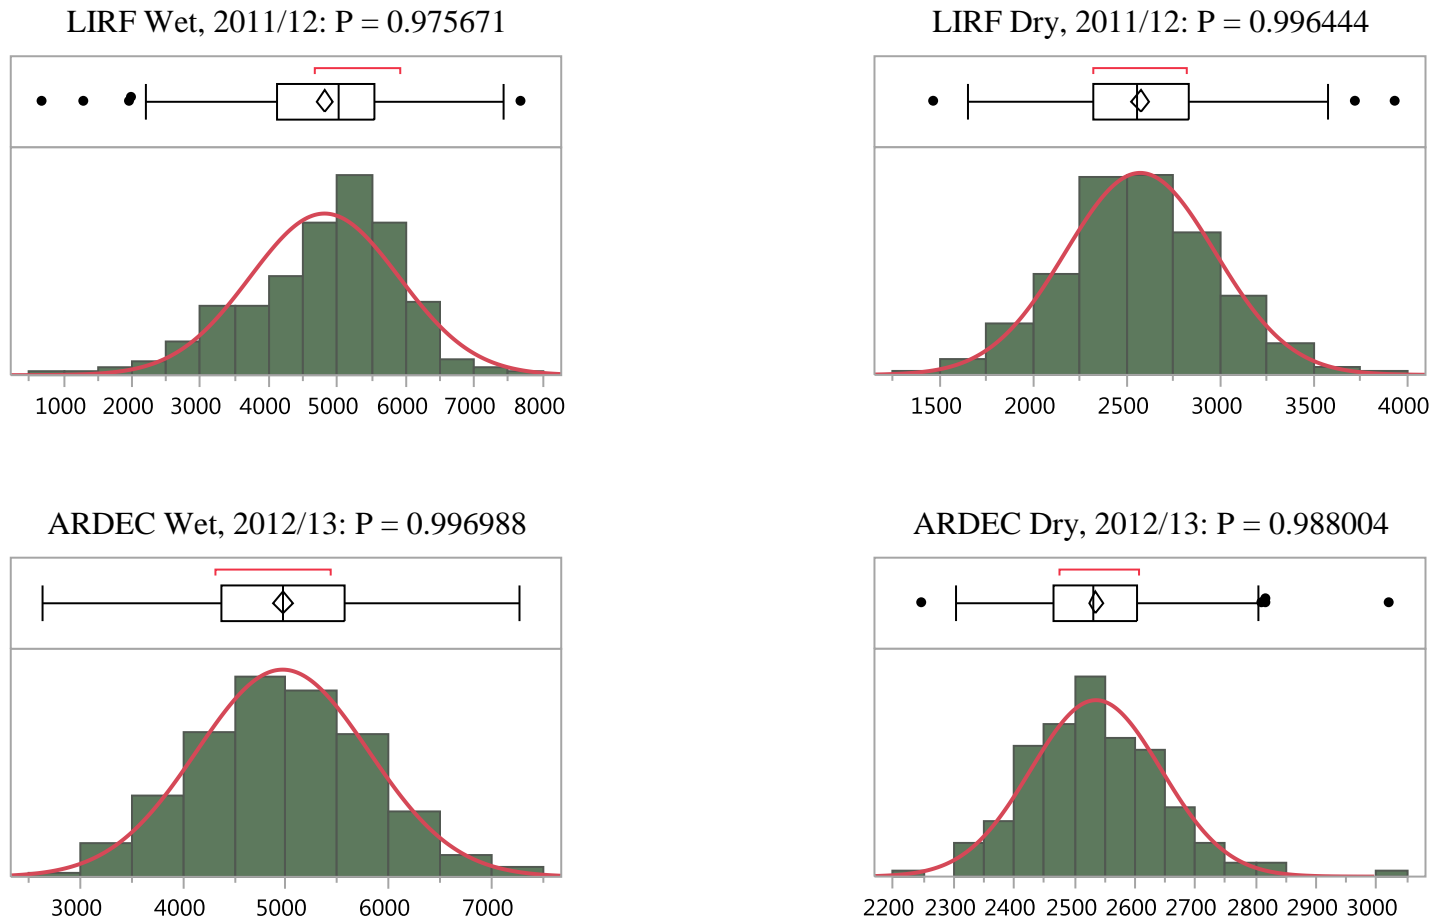 LIRF Wet, 2011/12: P = 0.975671
LIRF Dry, 2011/12: P = 0.996444
1000 2000 3000 4000 5000 6000 7000 8000
1500 2000 2500 3000 3500 4000
ARDEC Wet, 2012/13: P = 0.996988
ARDEC Dry, 2012/13: P = 0.988004
3000 4000 5000 6000 7000
2200 2300 2400 2500 2600 2700 2800 2900 3000